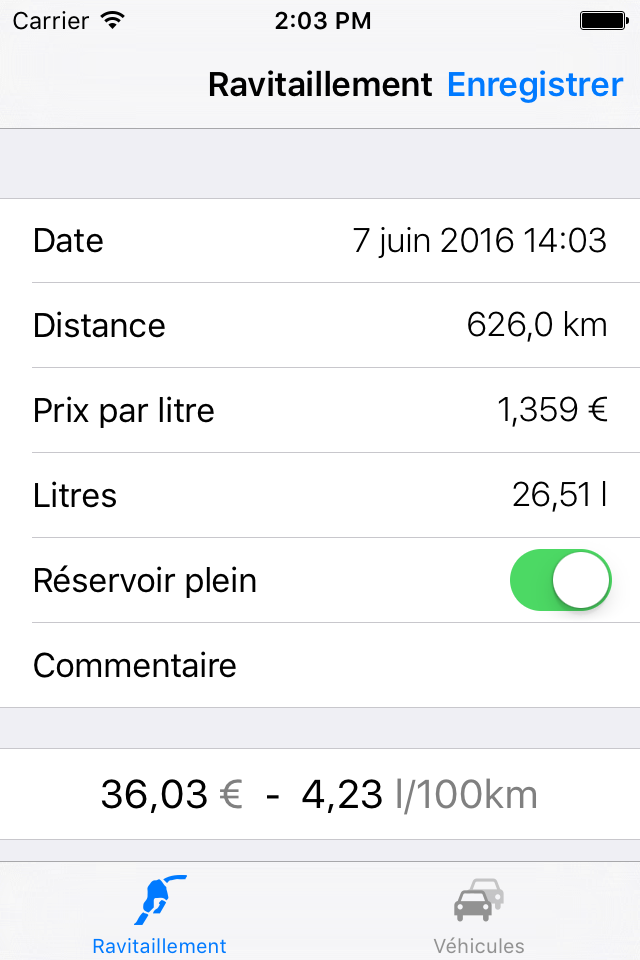 Carrier 2:03 PM
Ravitaillement Enregistrer
Date 7 juin 2016 14:03
Distance 626,0 km
Prix par litre 1,359 €
Litres 26,51 l
Réservoir plein
Commentaire
36,03 € - 4,23 l/100km
Ravitaillement Véhicules